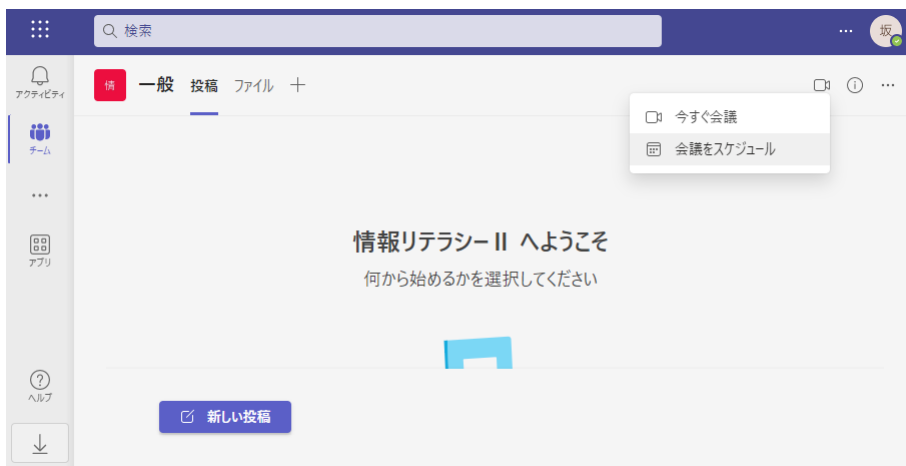 検索
坂
アクティビティ
チーム
アプリ
ヘルプ
情 一般 投稿 ファイル
今すぐ会議
会議をスケジュール
情報リテラシーII へようこそ
何から始めるかを選択してください
新しい投稿